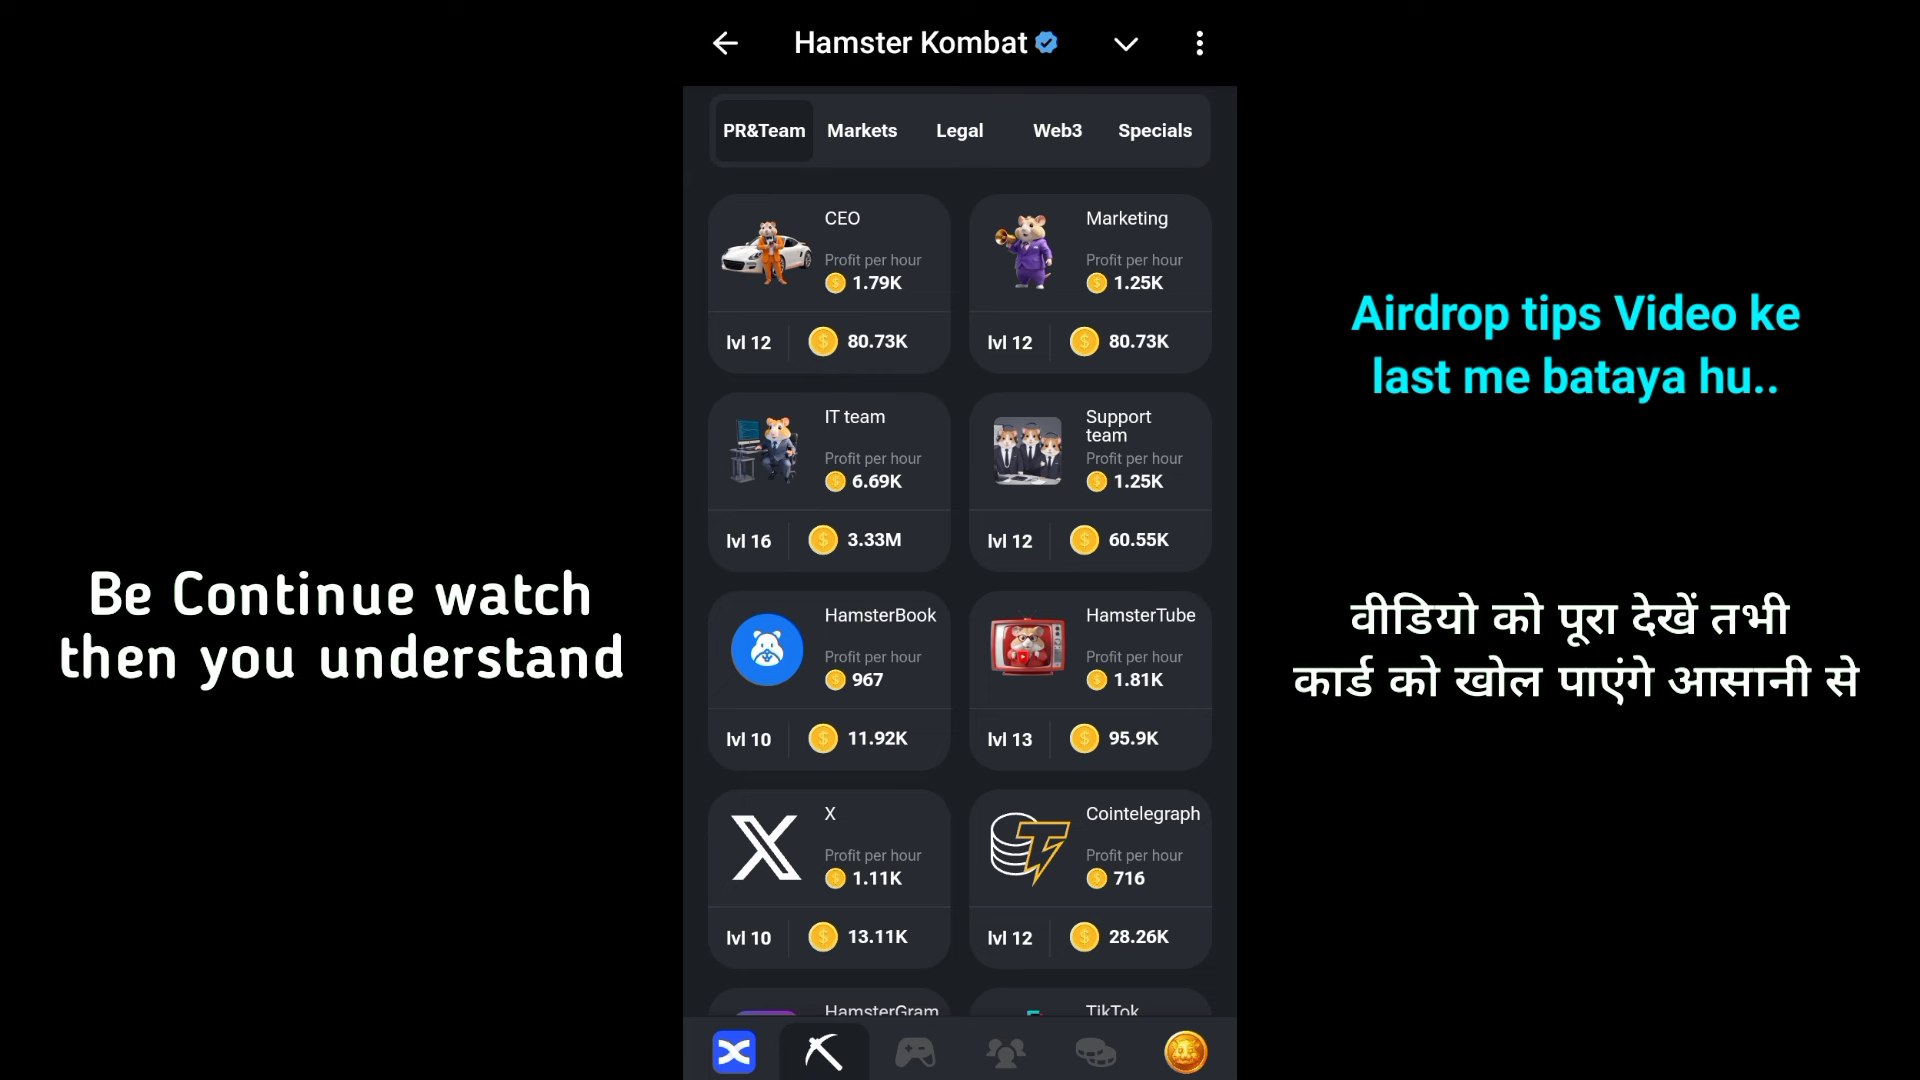 Hamster Kombat
PR&Team Markets Legal Web3 Specials
CEO
Profit per hour
1.79K
lvl 12 80.73K
Marketing
Profit per hour
1.25K
lvl 12 80.73K
IT team
Profit per hour
6.69K
lvl 16 3.33M
Support
team
Profit per hour
1.25K
lvl 12 60.55K
HamsterBook
Profit per hour
967
lvl 10 11.92K
HamsterTube
Profit per hour
1.81K
lvl 13 95.9K
X
Profit per hour
1.11K
lvl 10 13.11K
Cointelegraph
Profit per hour
716
lvl 12 28.26K
HamsterGram
TikTok
Be Continue watch
then you understand
Airdrop tips Video ke
last me bataya hu..
वीडियो को पूरा देखें तभी
कार्ड को खोल पाएंगे आसानी से